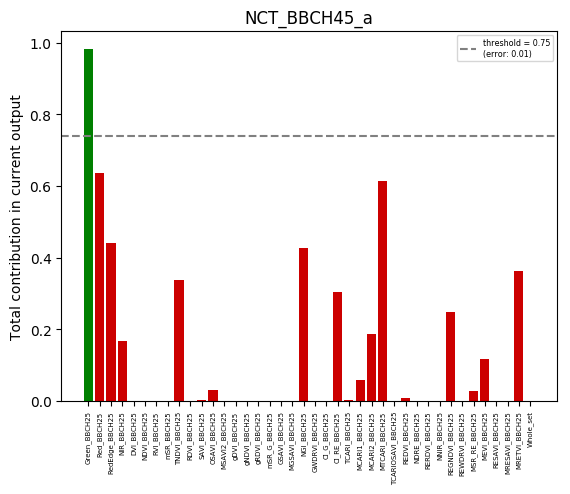 NCT_BBCH45_a
Total contribution in current output
1.0
0.8
0.6
0.4
0.2
0.0
threshold = 0.75
(error: 0.01)
Green_BBCH25
Red_BBCH25
RedEdge_BBCH25
NIR_BBCH25
DVI_BBCH25
NDVI_BBCH25
RVI_BBCH25
mSR_BBCH25
TNDVI_BBCH25
RDVI_BBCH25
SAVI_BBCH25
OSAVI_BBCH25
MSAVI2_BBCH25
gDVI_BBCH25
gNDVI_BBCH25
gRDVI_BBCH25
mSR_G_BBCH25
GSAVI_BBCH25
MGSAVI_BBCH25
NGI_BBCH25
GWDRVI_BBCH25
CI_G_BBCH25
CI_RE_BBCH25
TCARI_BBCH25
MCARI1_BBCH25
MCARI2_BBCH25
MTCARI_BBCH25
TCARIOSAVI_BBCH25
REDVI_BBCH25
NDRE_BBCH25
RERDVI_BBCH25
NNIR_BBCH25
REGNDVI_BBCH25
REWDRVI_BBCH25
MSR_RE_BBCH25
MEVI_BBCH25
RESAVI_BBCH25
MRESAVI_BBCH25
MRETVI_BBCH25
Whole_set